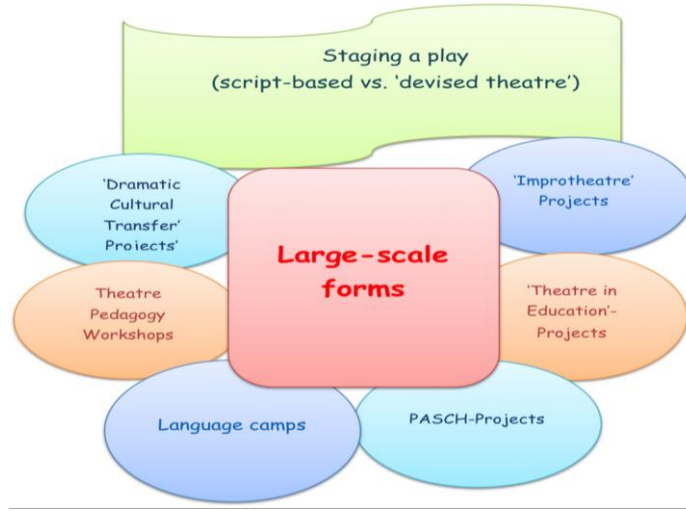 Staging a play
(script-based vs. ‘devised theatre’)
‘Dramatic
Cultural
Transfer’
Projects’
‘Improtheatre’
Projects
Large-scale
forms
Theatre
Pedagogy
Workshops
‘Theatre in
Education’-
Projects
Language camps
PASCH-Projects